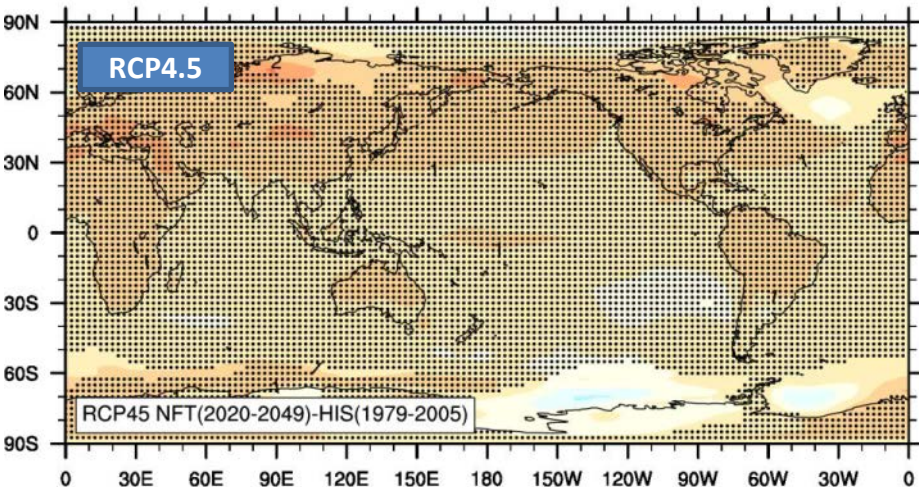 90N
RCP4.5
60N
30N
0
30S
60S
RCP45 NFT(2020-2049)-HIS(1979-2005)
90S
0 30E 60E 90E 120E 150E 180 150W 120W 90W 60W 30W 0